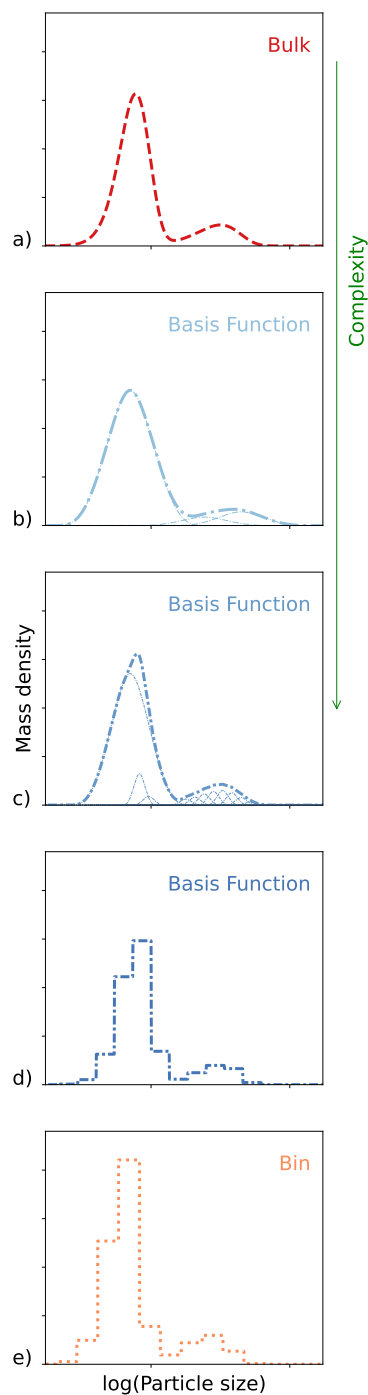 Bulk
a)
Complexity
Basis Function
b)
Basis Function
Mass density
c)
Basis Function
d)
Bin
e)
log(Particle size)